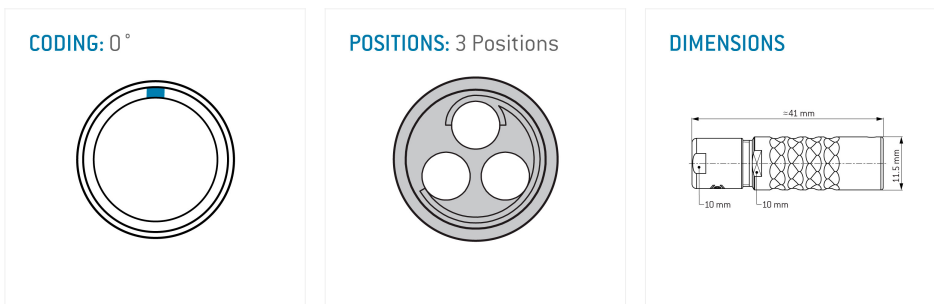 CODING: 0°
POSITIONS: 3 Positions
DIMENSIONS
≈41 mm
11.5 mm
10 mm
10 mm